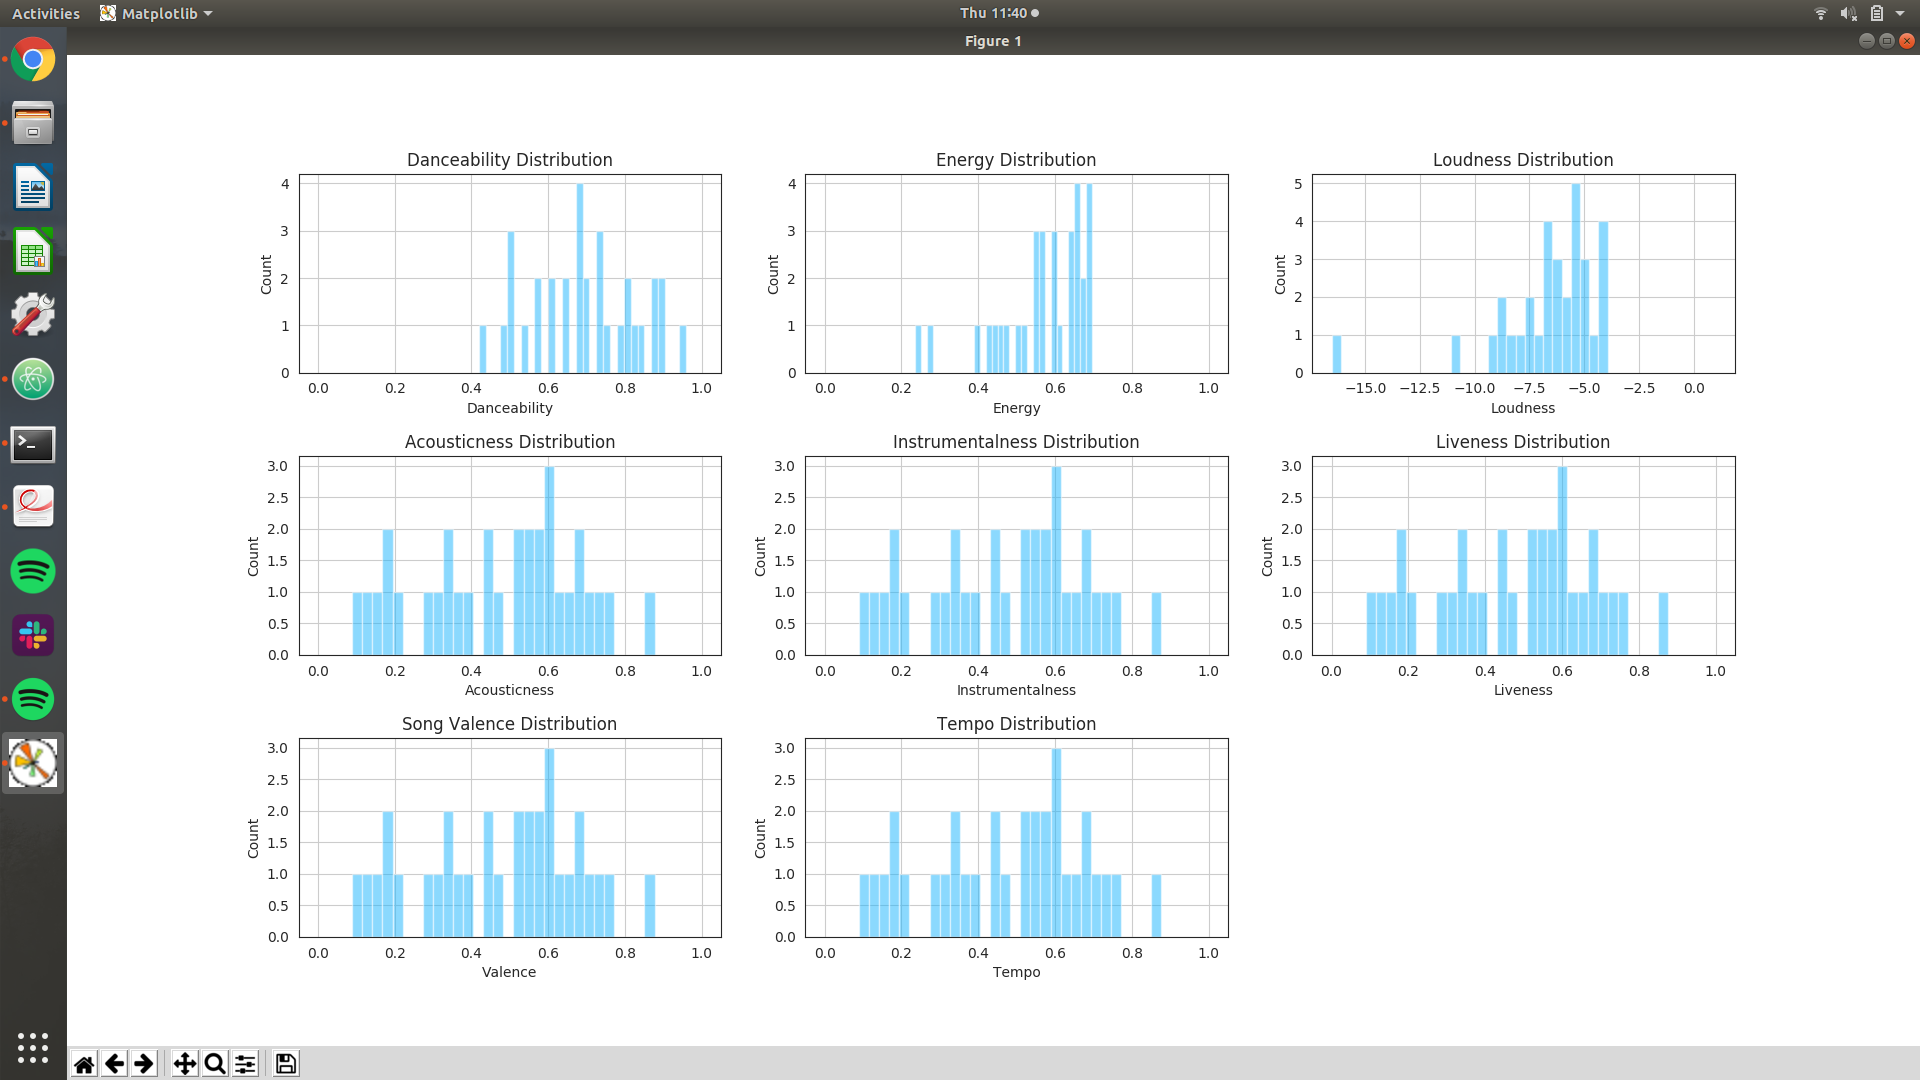 Activities Matplotlib Thu 11:40
Figure 1
Danceability Distribution
4
3
2
1
0
Count
0.0 0.2 0.4 0.6 0.8 1.0
Danceability
Energy Distribution
4
3
2
1
0
Count
0.0 0.2 0.4 0.6 0.8 1.0
Energy
Loudness Distribution
5
4
3
2
1
0
Count
−15.0 −12.5 −10.0 −7.5 −5.0 −2.5 0.0
Loudness
Acousticness Distribution
3.0
2.5
2.0
1.5
1.0
0.5
0.0
Count
0.0 0.2 0.4 0.6 0.8 1.0
Acousticness
Instrumentalness Distribution
3.0
2.5
2.0
1.5
1.0
0.5
0.0
Count
0.0 0.2 0.4 0.6 0.8 1.0
Instrumentalness
Liveness Distribution
3.0
2.5
2.0
1.5
1.0
0.5
0.0
Count
0.0 0.2 0.4 0.6 0.8 1.0
Liveness
Song Valence Distribution
3.0
2.5
2.0
1.5
1.0
0.5
0.0
Count
0.0 0.2 0.4 0.6 0.8 1.0
Valence
Tempo Distribution
3.0
2.5
2.0
1.5
1.0
0.5
0.0
Count
0.0 0.2 0.4 0.6 0.8 1.0
Tempo